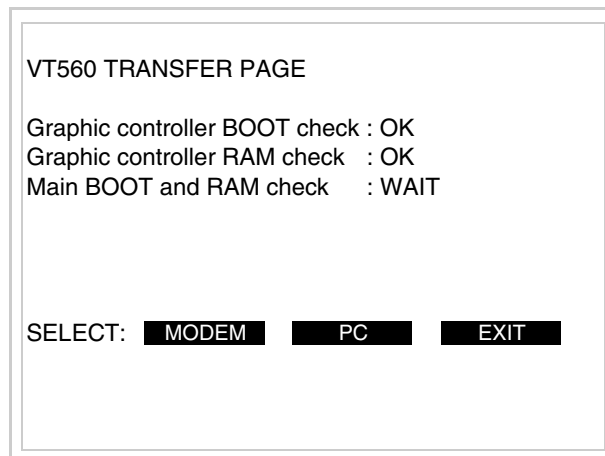 VT560 TRANSFER PAGE
Graphic controller BOOT check : OK
Graphic controller RAM check : OK
Main BOOT and RAM check : WAIT
SELECT: MODEM PC EXIT